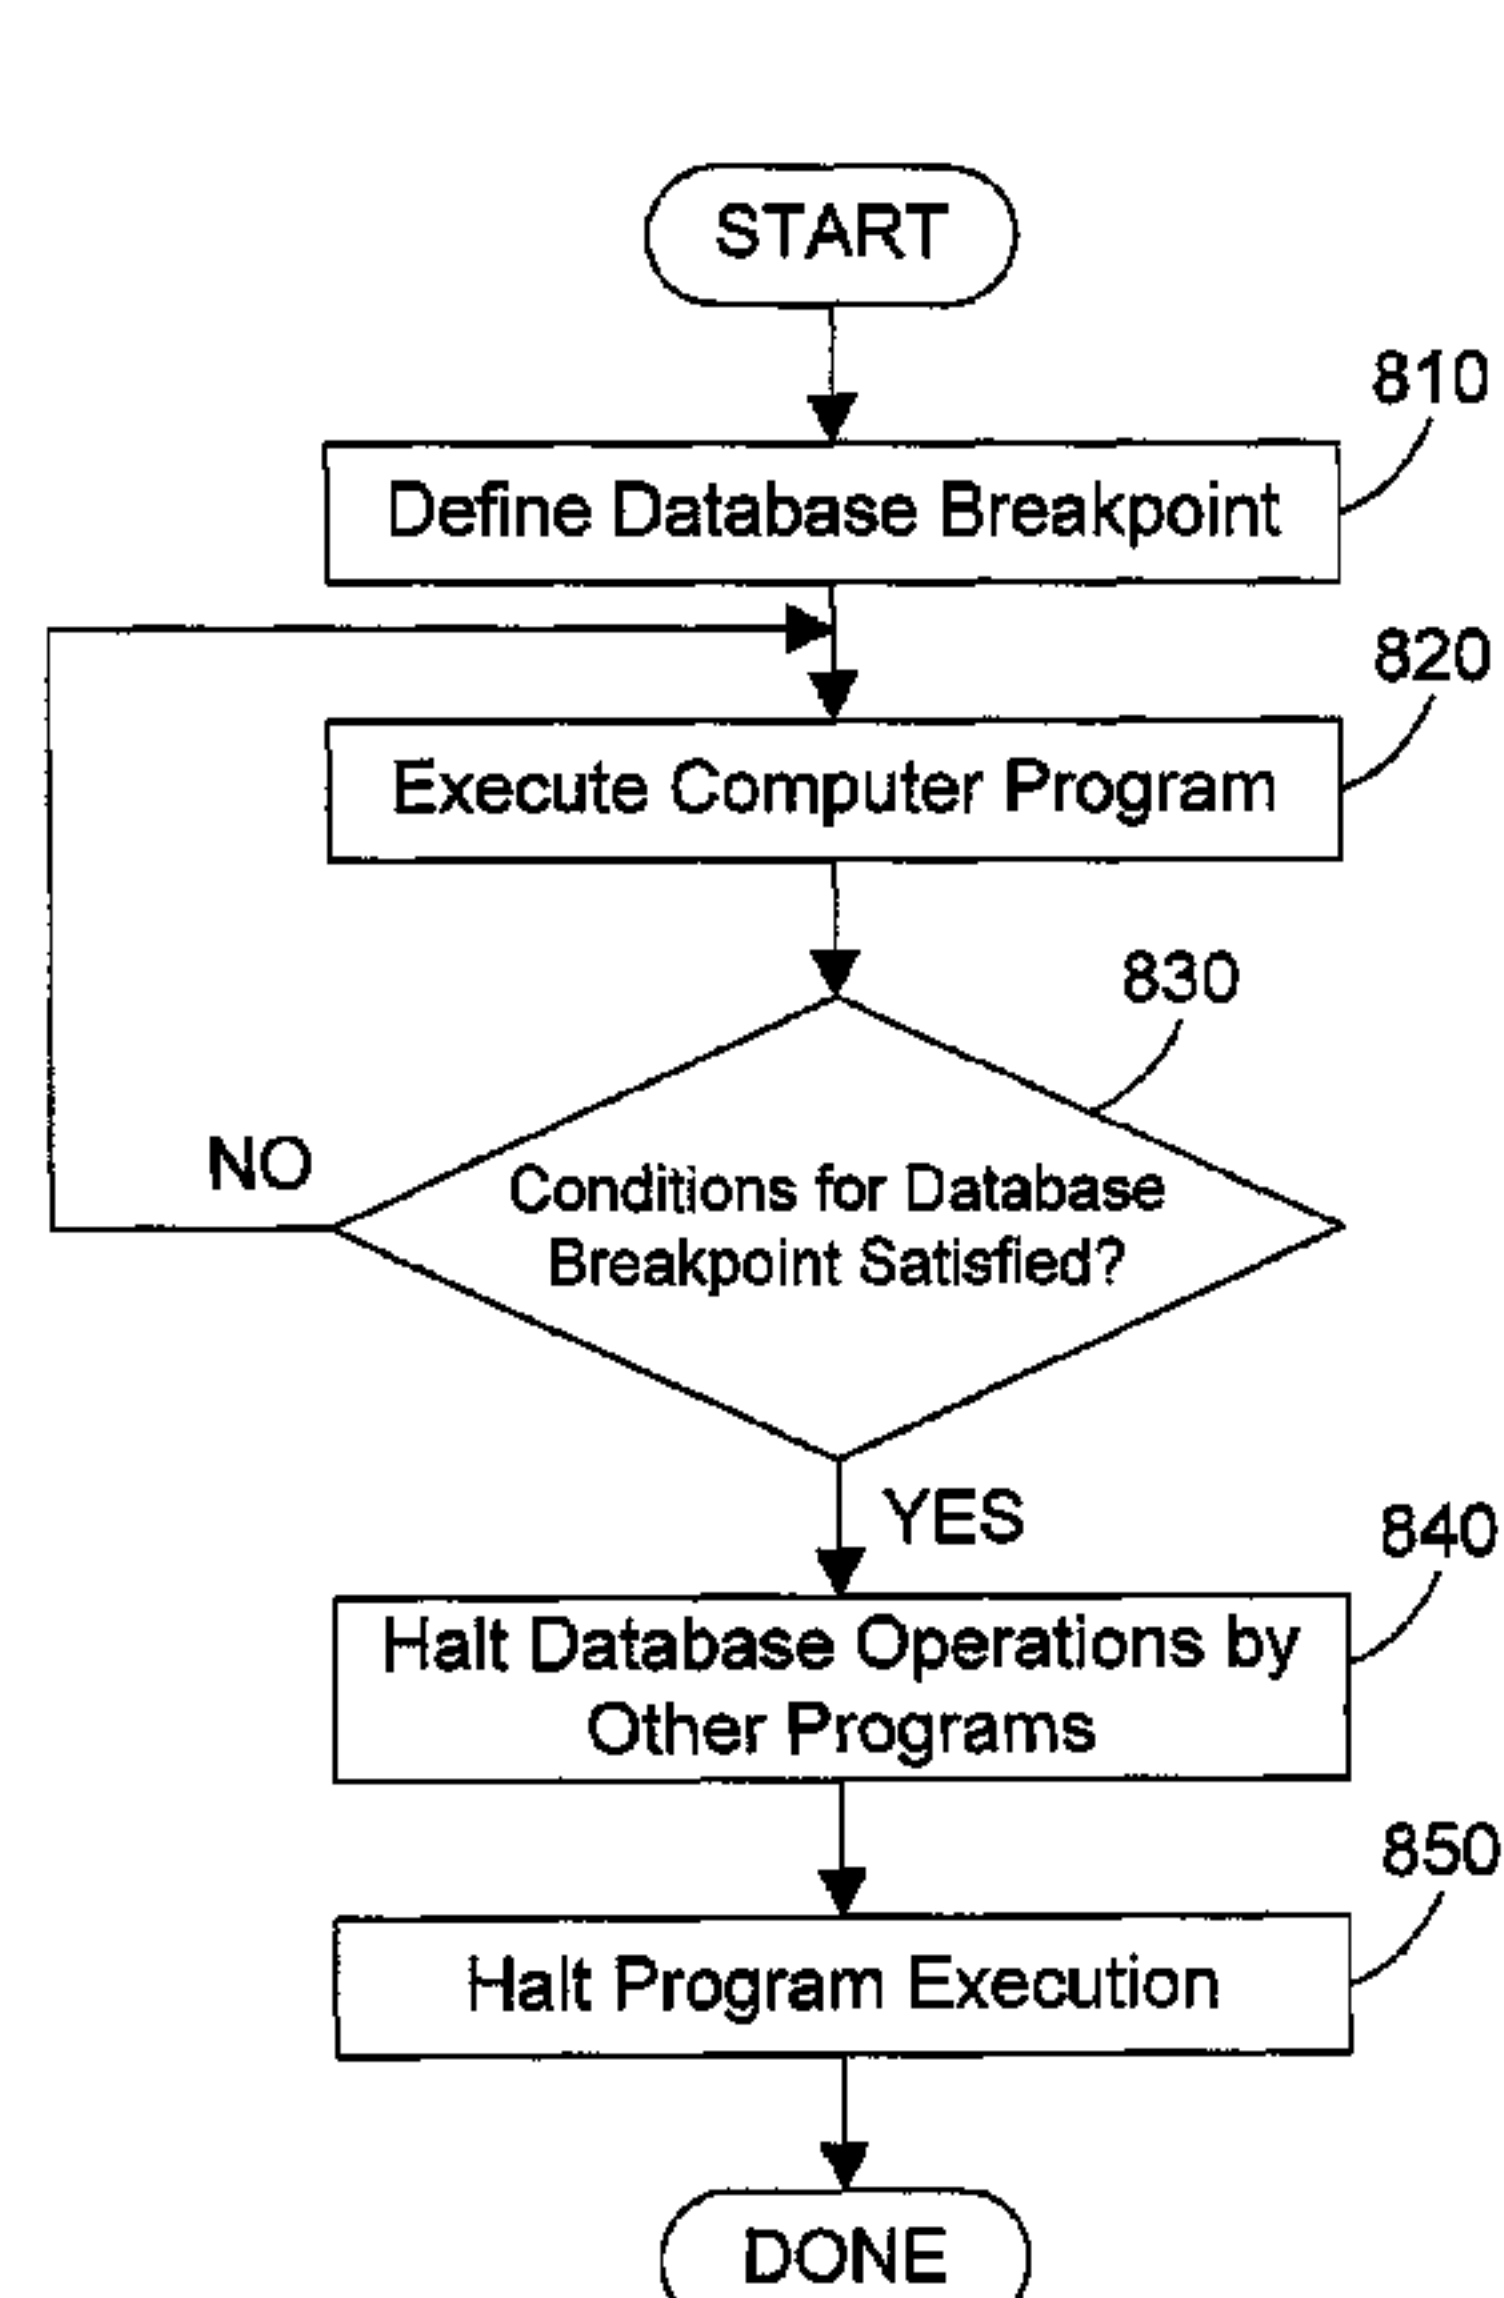 START
810
Define Database Breakpoint
820
Execute Computer Program
830
NO
Conditions for Database
Breakpoint Satisfied?
YES
840
Halt Database Operations by
Other Programs
850
Halt Program Execution
DONE